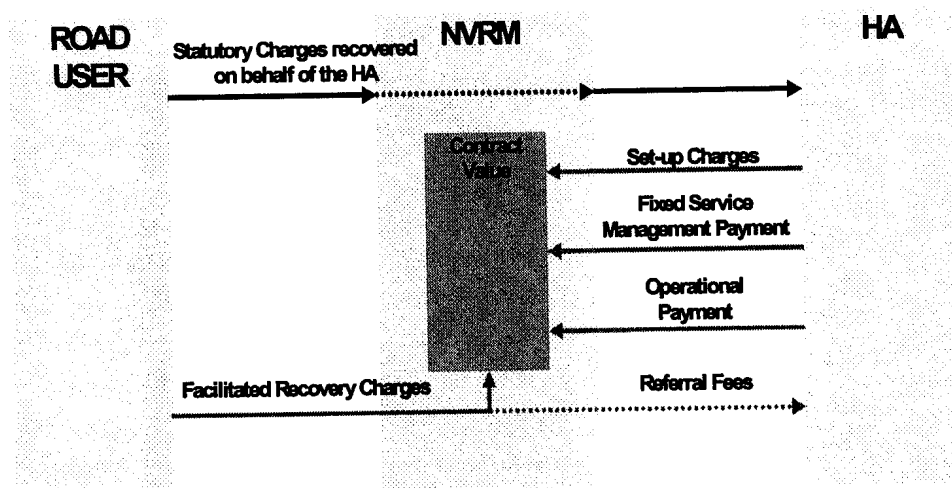 ROAD
USER
Statutory Charges recovered
on behalf of the HA
NVRM
HA
Contract
Value
Set-up Charges
Fixed Service
Management Payment
Operational
Payment
Facilitated Recovery Charges
Referral Fees